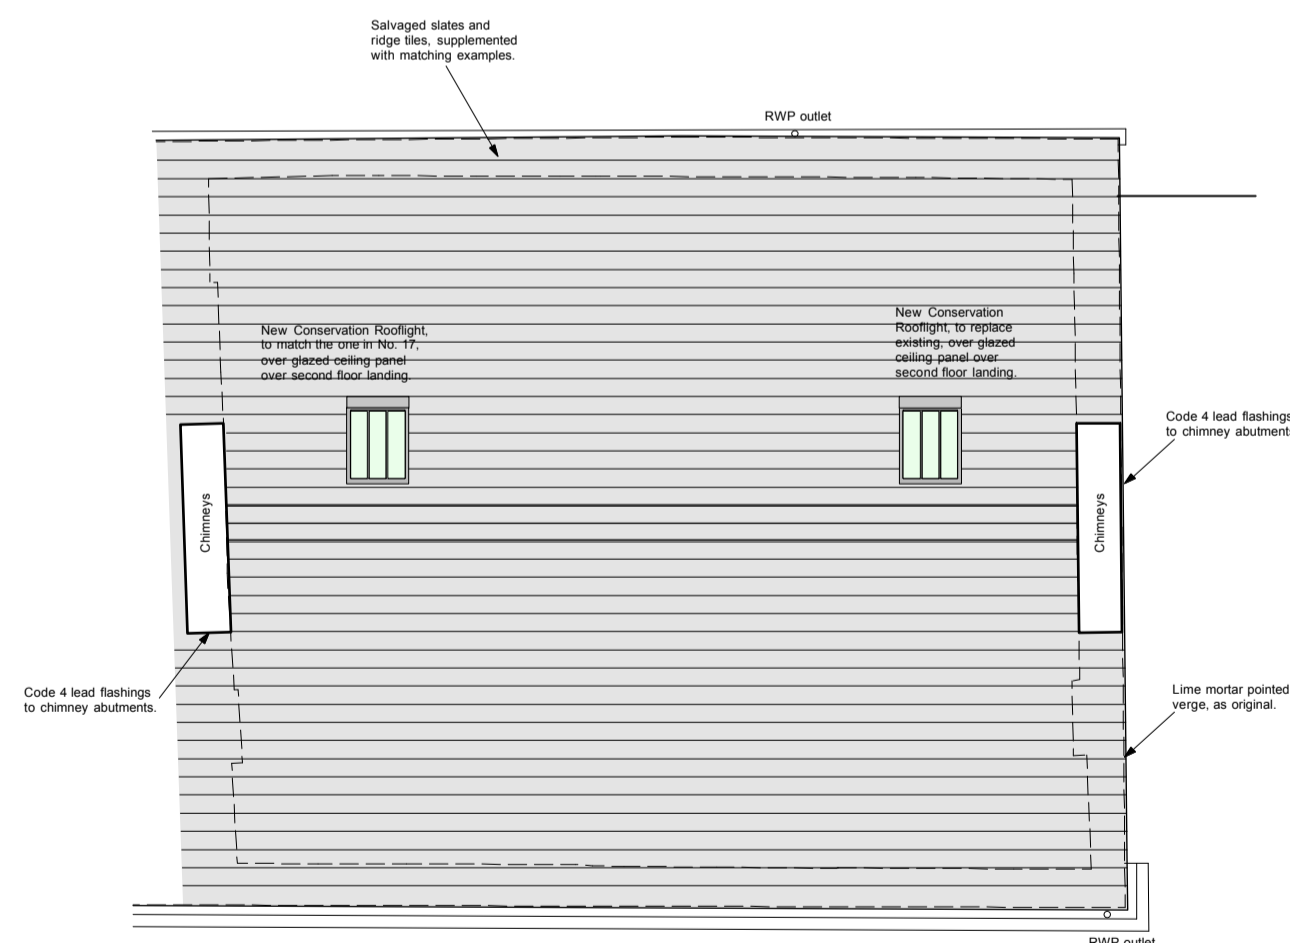 Salvaged slates and
ridge tiles, supplemented
with matching examples.
RWP outlet
New Conservation Rooflight,
to match the one in No. 17,
over glazed ceiling panel
over second floor landing.
New Conservation
Rooflight, to replace
existing, over glazed
ceiling panel over
second floor landing.
Code 4 lead flashings
to chimney abutment
Chimneys
Chimneys
Code 4 lead flashings
to chimney abutments.
Lime mortar pointed
verge, as original.
RWP outlet